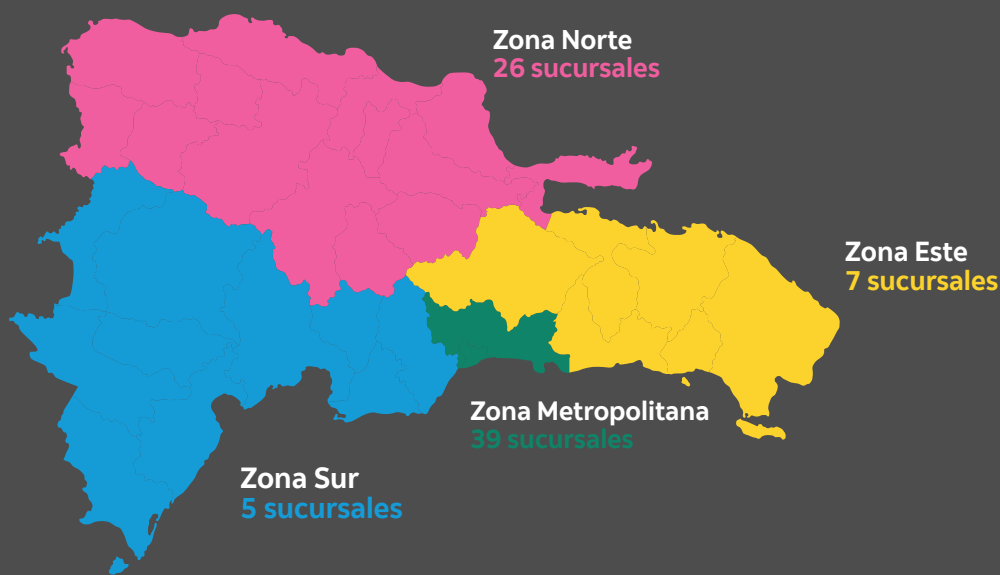 Zona Norte
26 sucursales
Zona Este
7 sucursales
Zona Metropolitana
39 sucursales
Zona Sur
5 sucursales